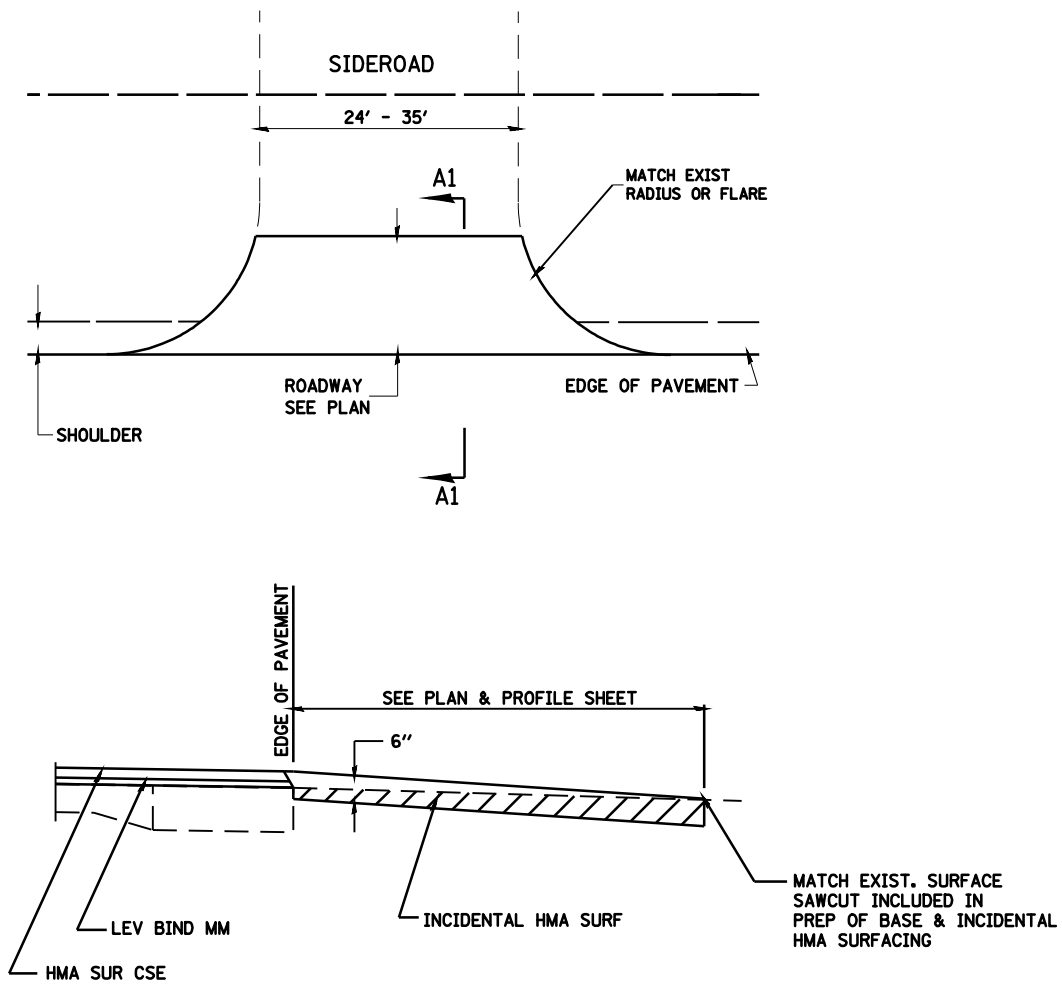 SIDEROAD
24' - 35'
A1
MATCH EXIST
RADIUS OR FLARE
ROADWAY
SEE PLAN
EDGE OF PAVEMENT
SHOULDER
A1
EDGE OF PAVEMENT
SEE PLAN & PROFILE SHEET
6"
MATCH EXIST. SURFACE
SAWCUT INCLUDED IN
PREP OF BASE & INCIDENTAL
HMA SURFACING
INCIDENTAL HMA SURF
LEV BIND MM
HMA SUR CSE